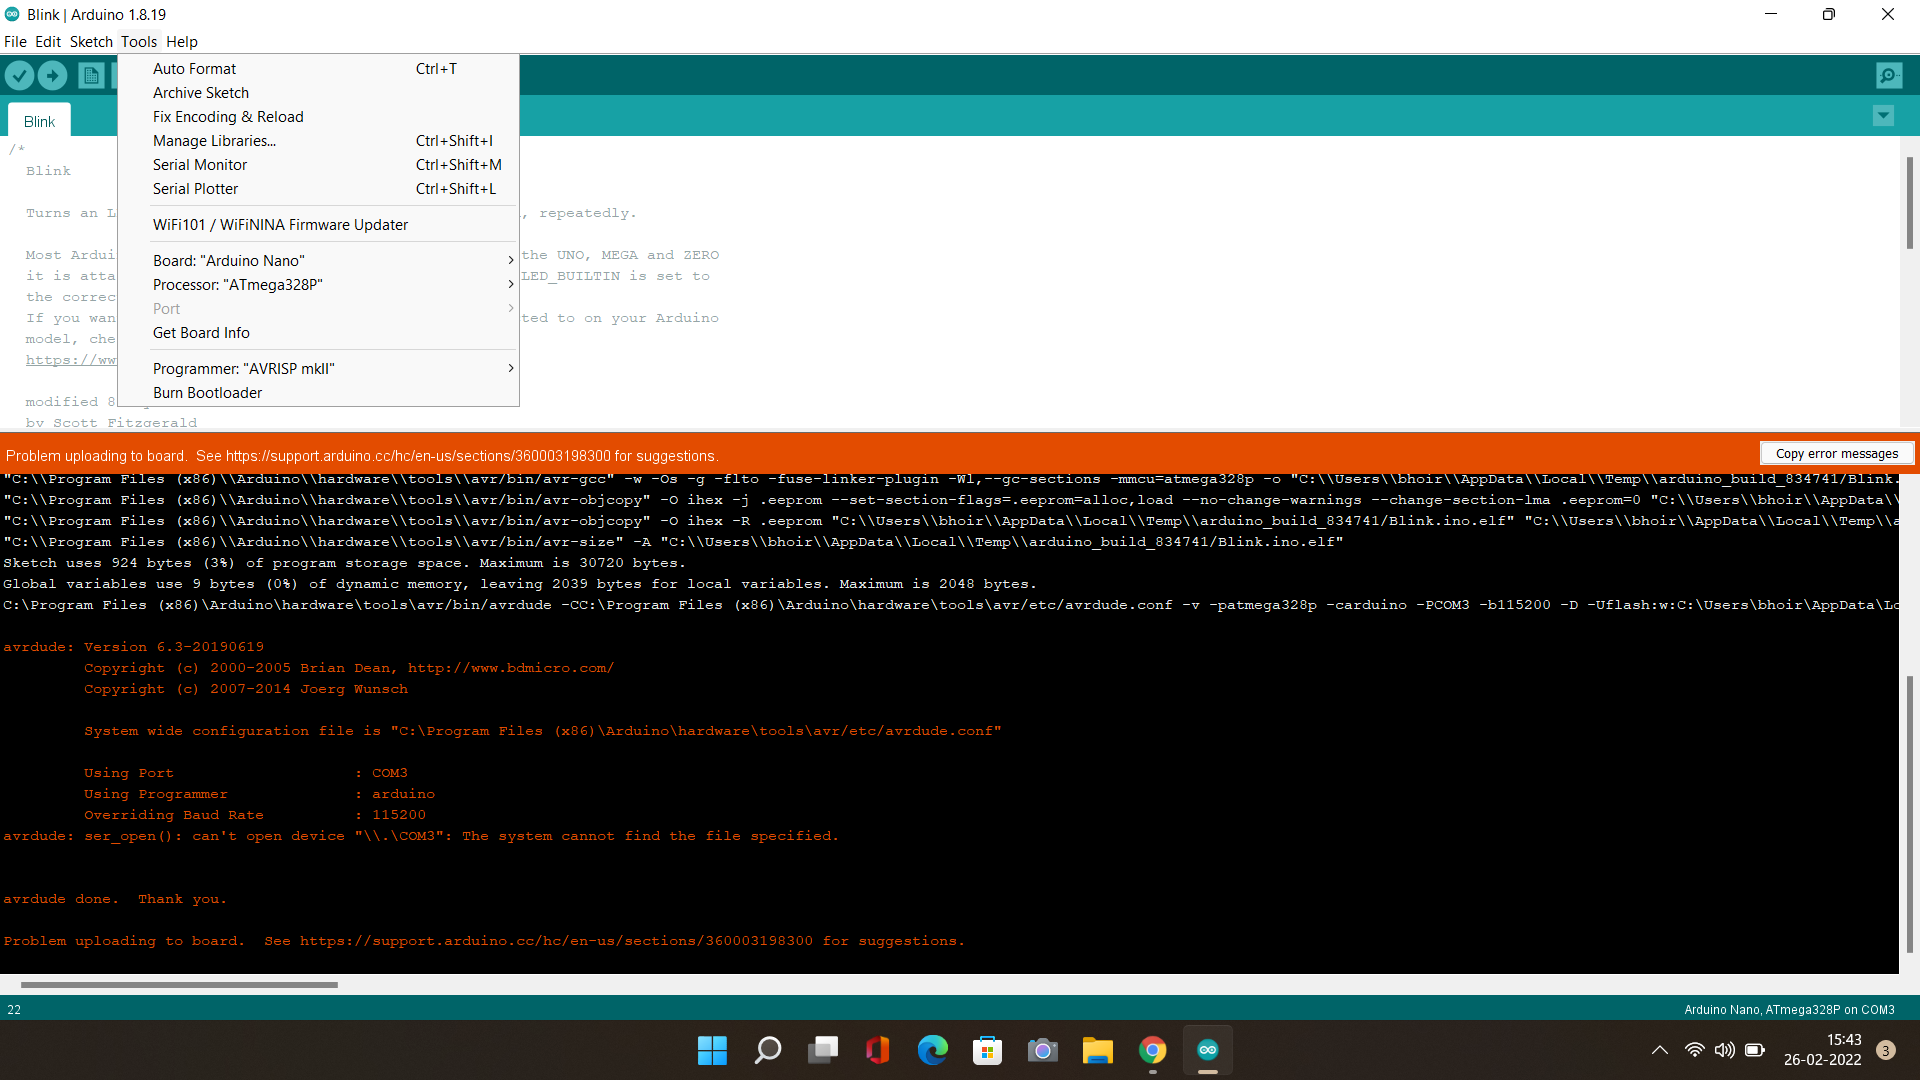 Blink | Arduino 1.8.19
File Edit Sketch Tools Help
Auto Format Ctrl+T
Archive Sketch
Fix Encoding & Reload
Manage Libraries... Ctrl+Shift+I
Serial Monitor Ctrl+Shift+M
Serial Plotter Ctrl+Shift+L
WiFi101 / WiFiNINA Firmware Updater
Board: "Arduino Nano"
Processor: "ATmega328P"
Port
Get Board Info
Programmer: "AVRISP mkII"
Burn Bootloader
Blink
/*
Blink
Turns an , repeatedly.
Most Ardui the UNO, MEGA and ZERO
it is atta LED_BUILTIN is set to
the correc
If you wan ted to on your Arduino
model, che
https://ww
modified 8
by Scott Fitzgerald
Problem uploading to board. See https://support.arduino.cc/hc/en-us/sections/360003198300 for suggestions.
Copy error messages
"C:\\Program Files (x86)\\Arduino\\hardware\\tools\\avr/bin/avr-gcc" -w -Os -g -flto -fuse-linker-plugin -Wl,--gc-sections -mmcu=atmega328p -o "C:\\Users\\bhoir\\AppData\\Local\\Temp\\arduino_build_834741/Blink.
"C:\\Program Files (x86)\\Arduino\\hardware\\tools\\avr/bin/avr-objcopy" -O ihex -j .eeprom --set-section-flags=.eeprom=alloc,load --no-change-warnings --change-section-lma .eeprom=0 "C:\\Users\\bhoir\\AppData\\
"C:\\Program Files (x86)\\Arduino\\hardware\\tools\\avr/bin/avr-objcopy" -O ihex -R .eeprom "C:\\Users\\bhoir\\AppData\\Local\\Temp\\arduino_build_834741/Blink.ino.elf" "C:\\Users\\bhoir\\AppData\\Local\\Temp\\a
"C:\\Program Files (x86)\\Arduino\\hardware\\tools\\avr/bin/avr-size" -A "C:\\Users\\bhoir\\AppData\\Local\\Temp\\arduino_build_834741/Blink.ino.elf"
Sketch uses 924 bytes (3%) of program storage space. Maximum is 30720 bytes.
Global variables use 9 bytes (0%) of dynamic memory, leaving 2039 bytes for local variables. Maximum is 2048 bytes.
C:\Program Files (x86)\Arduino\hardware\tools\avr/bin/avrdude -CC:\Program Files (x86)\Arduino\hardware\tools\avr/etc/avrdude.conf -v -patmega328p -carduino -PCOM3 -b115200 -D -Uflash:w:C:\Users\bhoir\AppData\Lo
avrdude: Version 6.3-20190619
Copyright (c) 2000-2005 Brian Dean, http://www.bdmicro.com/
Copyright (c) 2007-2014 Joerg Wunsch
System wide configuration file is "C:\Program Files (x86)\Arduino\hardware\tools\avr/etc/avrdude.conf"
Using Port : COM3
Using Programmer : arduino
Overriding Baud Rate : 115200
avrdude: ser_open(): can't open device "\\.\COM3": The system cannot find the file specified.
avrdude done. Thank you.
Problem uploading to board. See https://support.arduino.cc/hc/en-us/sections/360003198300 for suggestions.
22
Arduino Nano, ATmega328P on COM3
15:43
26-02-2022
3